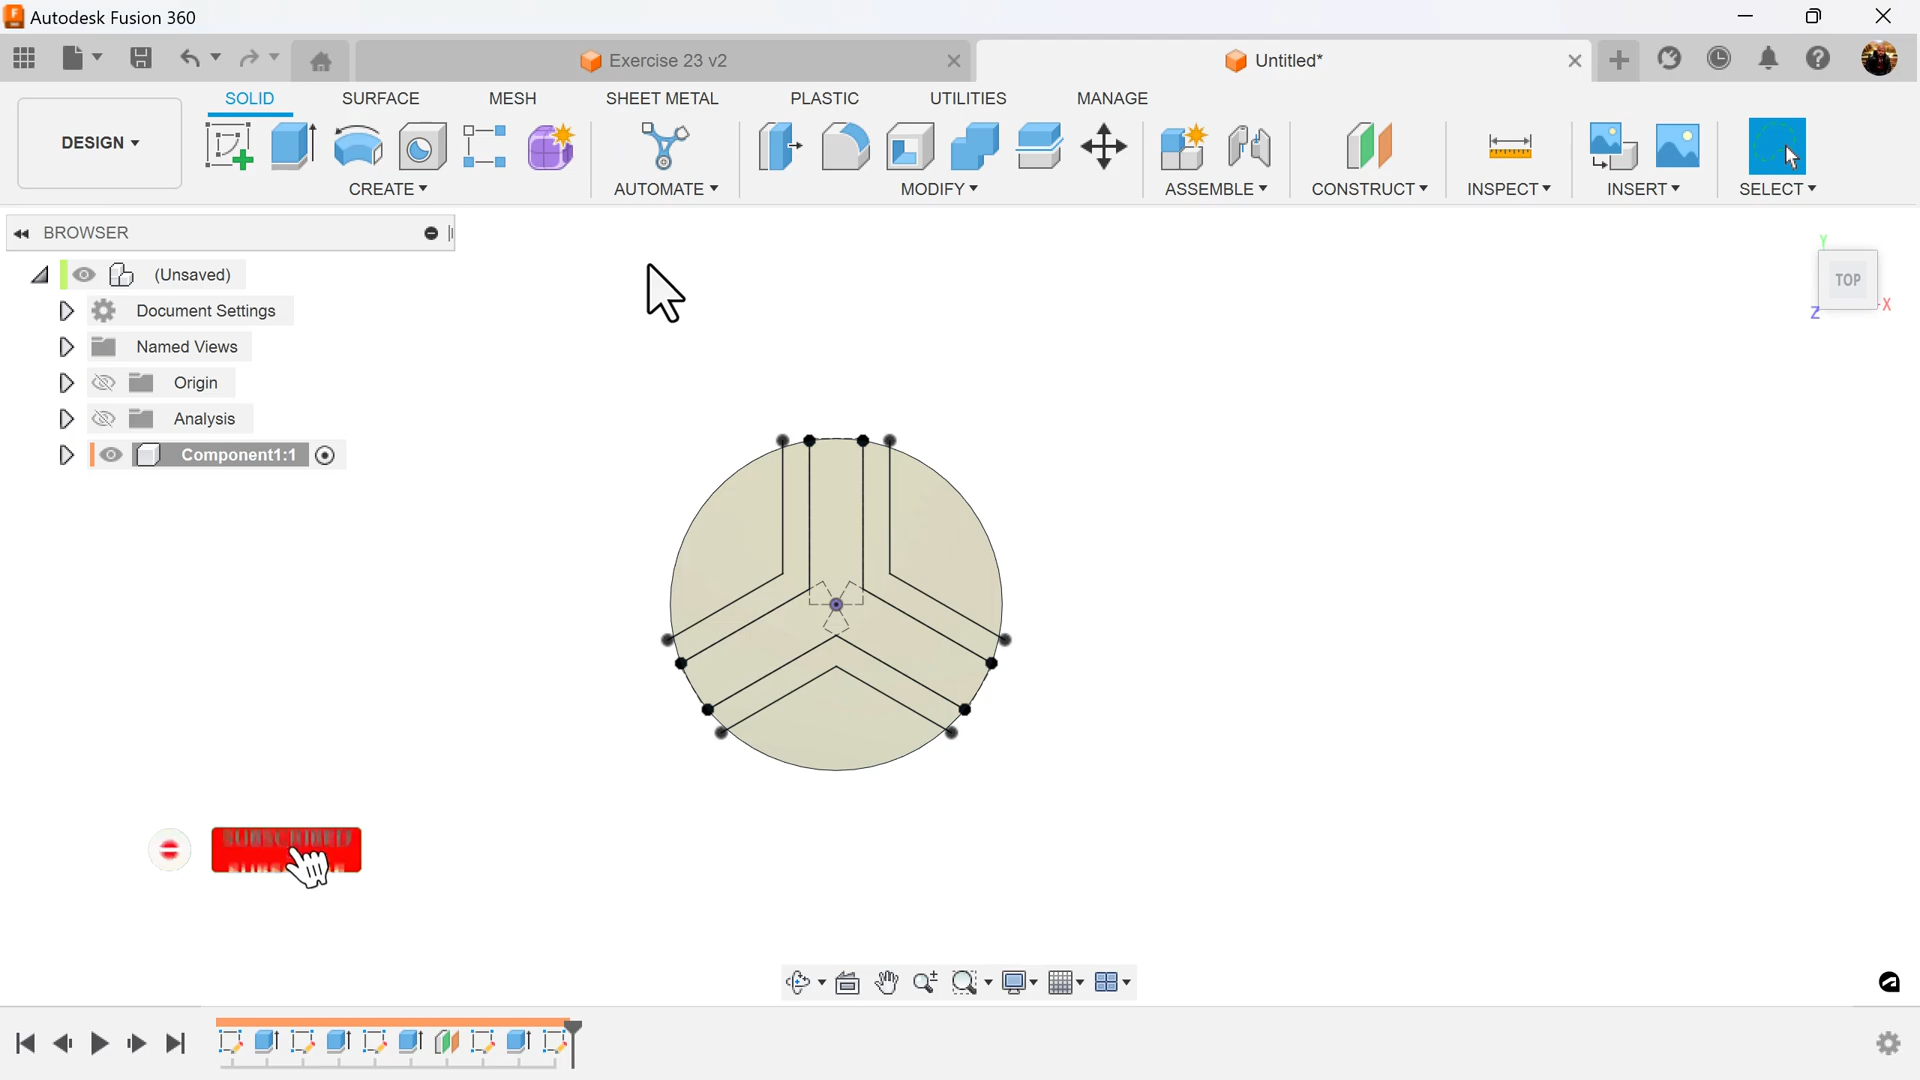 Autodesk Fusion 360
Exercise 23 v2
Untitled*
DESIGN
SOLID
SURFACE
MESH
SHEET METAL
PLASTIC
UTILITIES
MANAGE
CREATE
AUTOMATE
MODIFY
ASSEMBLE
CONSTRUCT
INSPECT
INSERT
SELECT
BROWSER
(Unsaved)
Document Settings
Named Views
Origin
Analysis
Component1:1
Y
TOP
X
Z